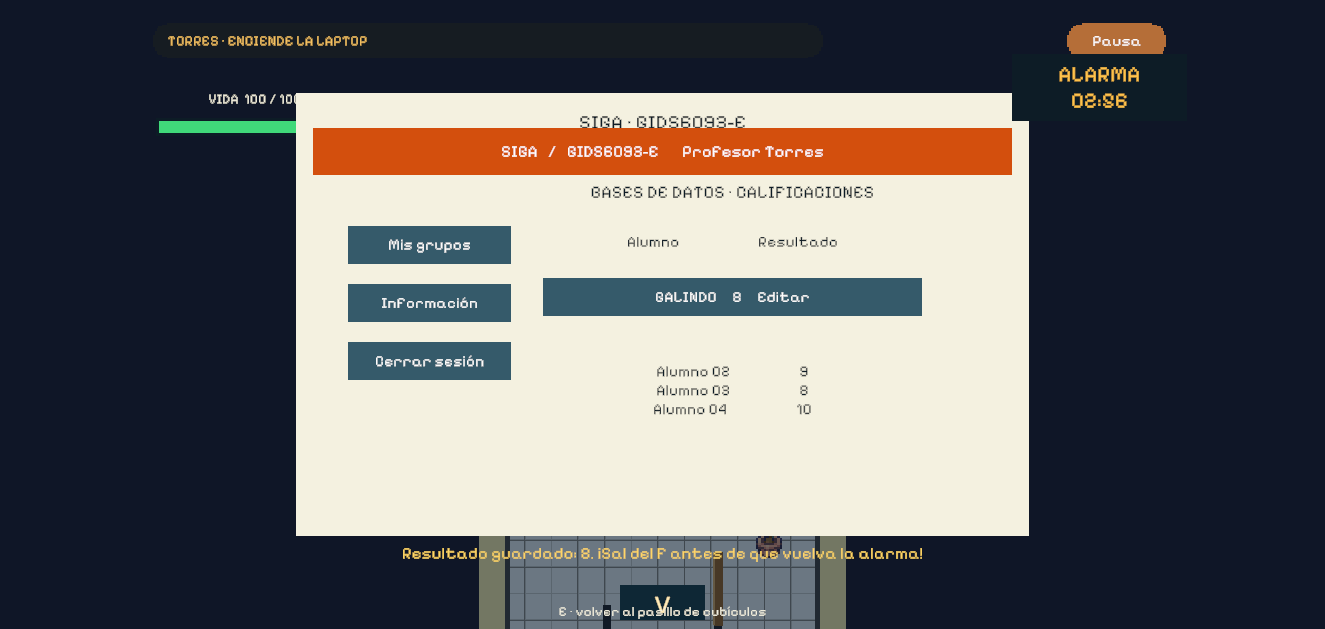 TORRES · ENCIENDE LA LAPTOP
Pausa
ALARMA
02:56
VIDA 100 / 100
SIGA · GIDS6093-E
SIGA / GIDS6093-E Profesor Torres
BASES DE DATOS · CALIFICACIONES
Mis grupos
Alumno Resultado
Información
GALINDO 8 Editar
Cerrar sesión
Alumno 02 9
Alumno 03 8
Alumno 04 10
Resultado guardado: 8. ¡Sal del F antes de que vuelva la alarma!
V
E · volver al pasillo de cubículos